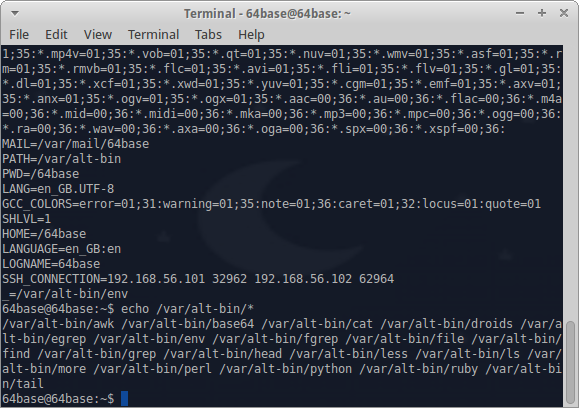 Terminal - 64base@64base: ~
File Edit View Terminal Tabs Help
1;35:*.mp4v=01;35:*.vob=01;35:*.qt=01;35:*.nuv=01;35:*.wmv=01;35:*.asf=01;35:*.r
m=01;35:*.rmvb=01;35:*.flc=01;35:*.avi=01;35:*.fli=01;35:*.flv=01;35:*.gl=01;35:
*.dl=01;35:*.xcf=01;35:*.xwd=01;35:*.yuv=01;35:*.cgm=01;35:*.emf=01;35:*.axv=01;
35:*.anx=01;35:*.ogv=01;35:*.ogx=01;35:*.aac=00;36:*.au=00;36:*.flac=00;36:*.m4a
=00;36:*.mid=00;36:*.midi=00;36:*.mka=00;36:*.mp3=00;36:*.mpc=00;36:*.ogg=00;36:
*.ra=00;36:*.wav=00;36:*.axa=00;36:*.oga=00;36:*.spx=00;36:*.xspf=00;36:
MAIL=/var/mail/64base
PATH=/var/alt-bin
PWD=/64base
LANG=en_GB.UTF-8
GCC_COLORS=error=01;31:warning=01;35:note=01;36:caret=01;32:locus=01:quote=01
SHLVL=1
HOME=/64base
LANGUAGE=en_GB:en
LOGNAME=64base
SSH_CONNECTION=192.168.56.101 32962 192.168.56.102 62964
_=/var/alt-bin/env
64base@64base:~$ echo /var/alt-bin/*
/var/alt-bin/awk /var/alt-bin/base64 /var/alt-bin/cat /var/alt-bin/droids /var/a
lt-bin/egrep /var/alt-bin/env /var/alt-bin/fgrep /var/alt-bin/file /var/alt-bin/
find /var/alt-bin/grep /var/alt-bin/head /var/alt-bin/less /var/alt-bin/ls /var/
alt-bin/more /var/alt-bin/perl /var/alt-bin/python /var/alt-bin/ruby /var/alt-bi
n/tail
64base@64base:~$